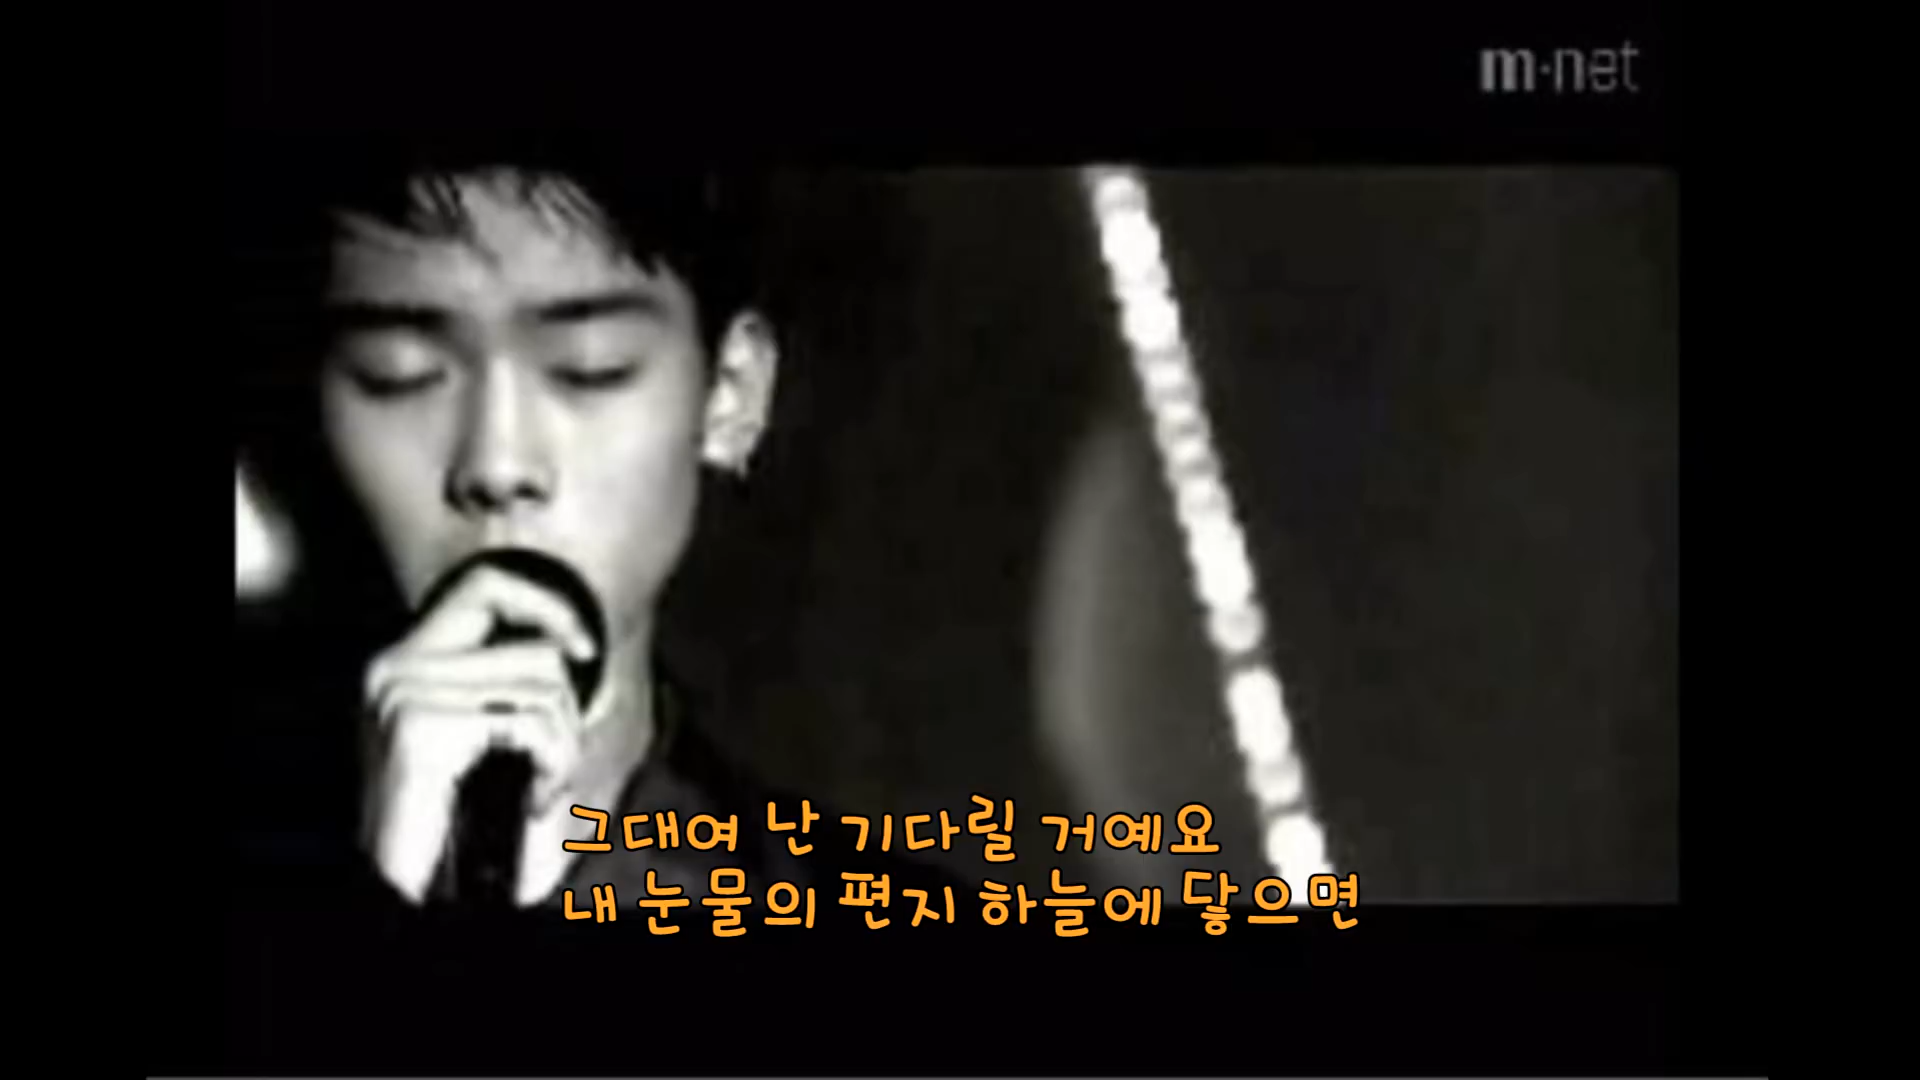 m·net
그대여 난 기다릴 거예요
내 눈물의 편지 하늘에 닿으면